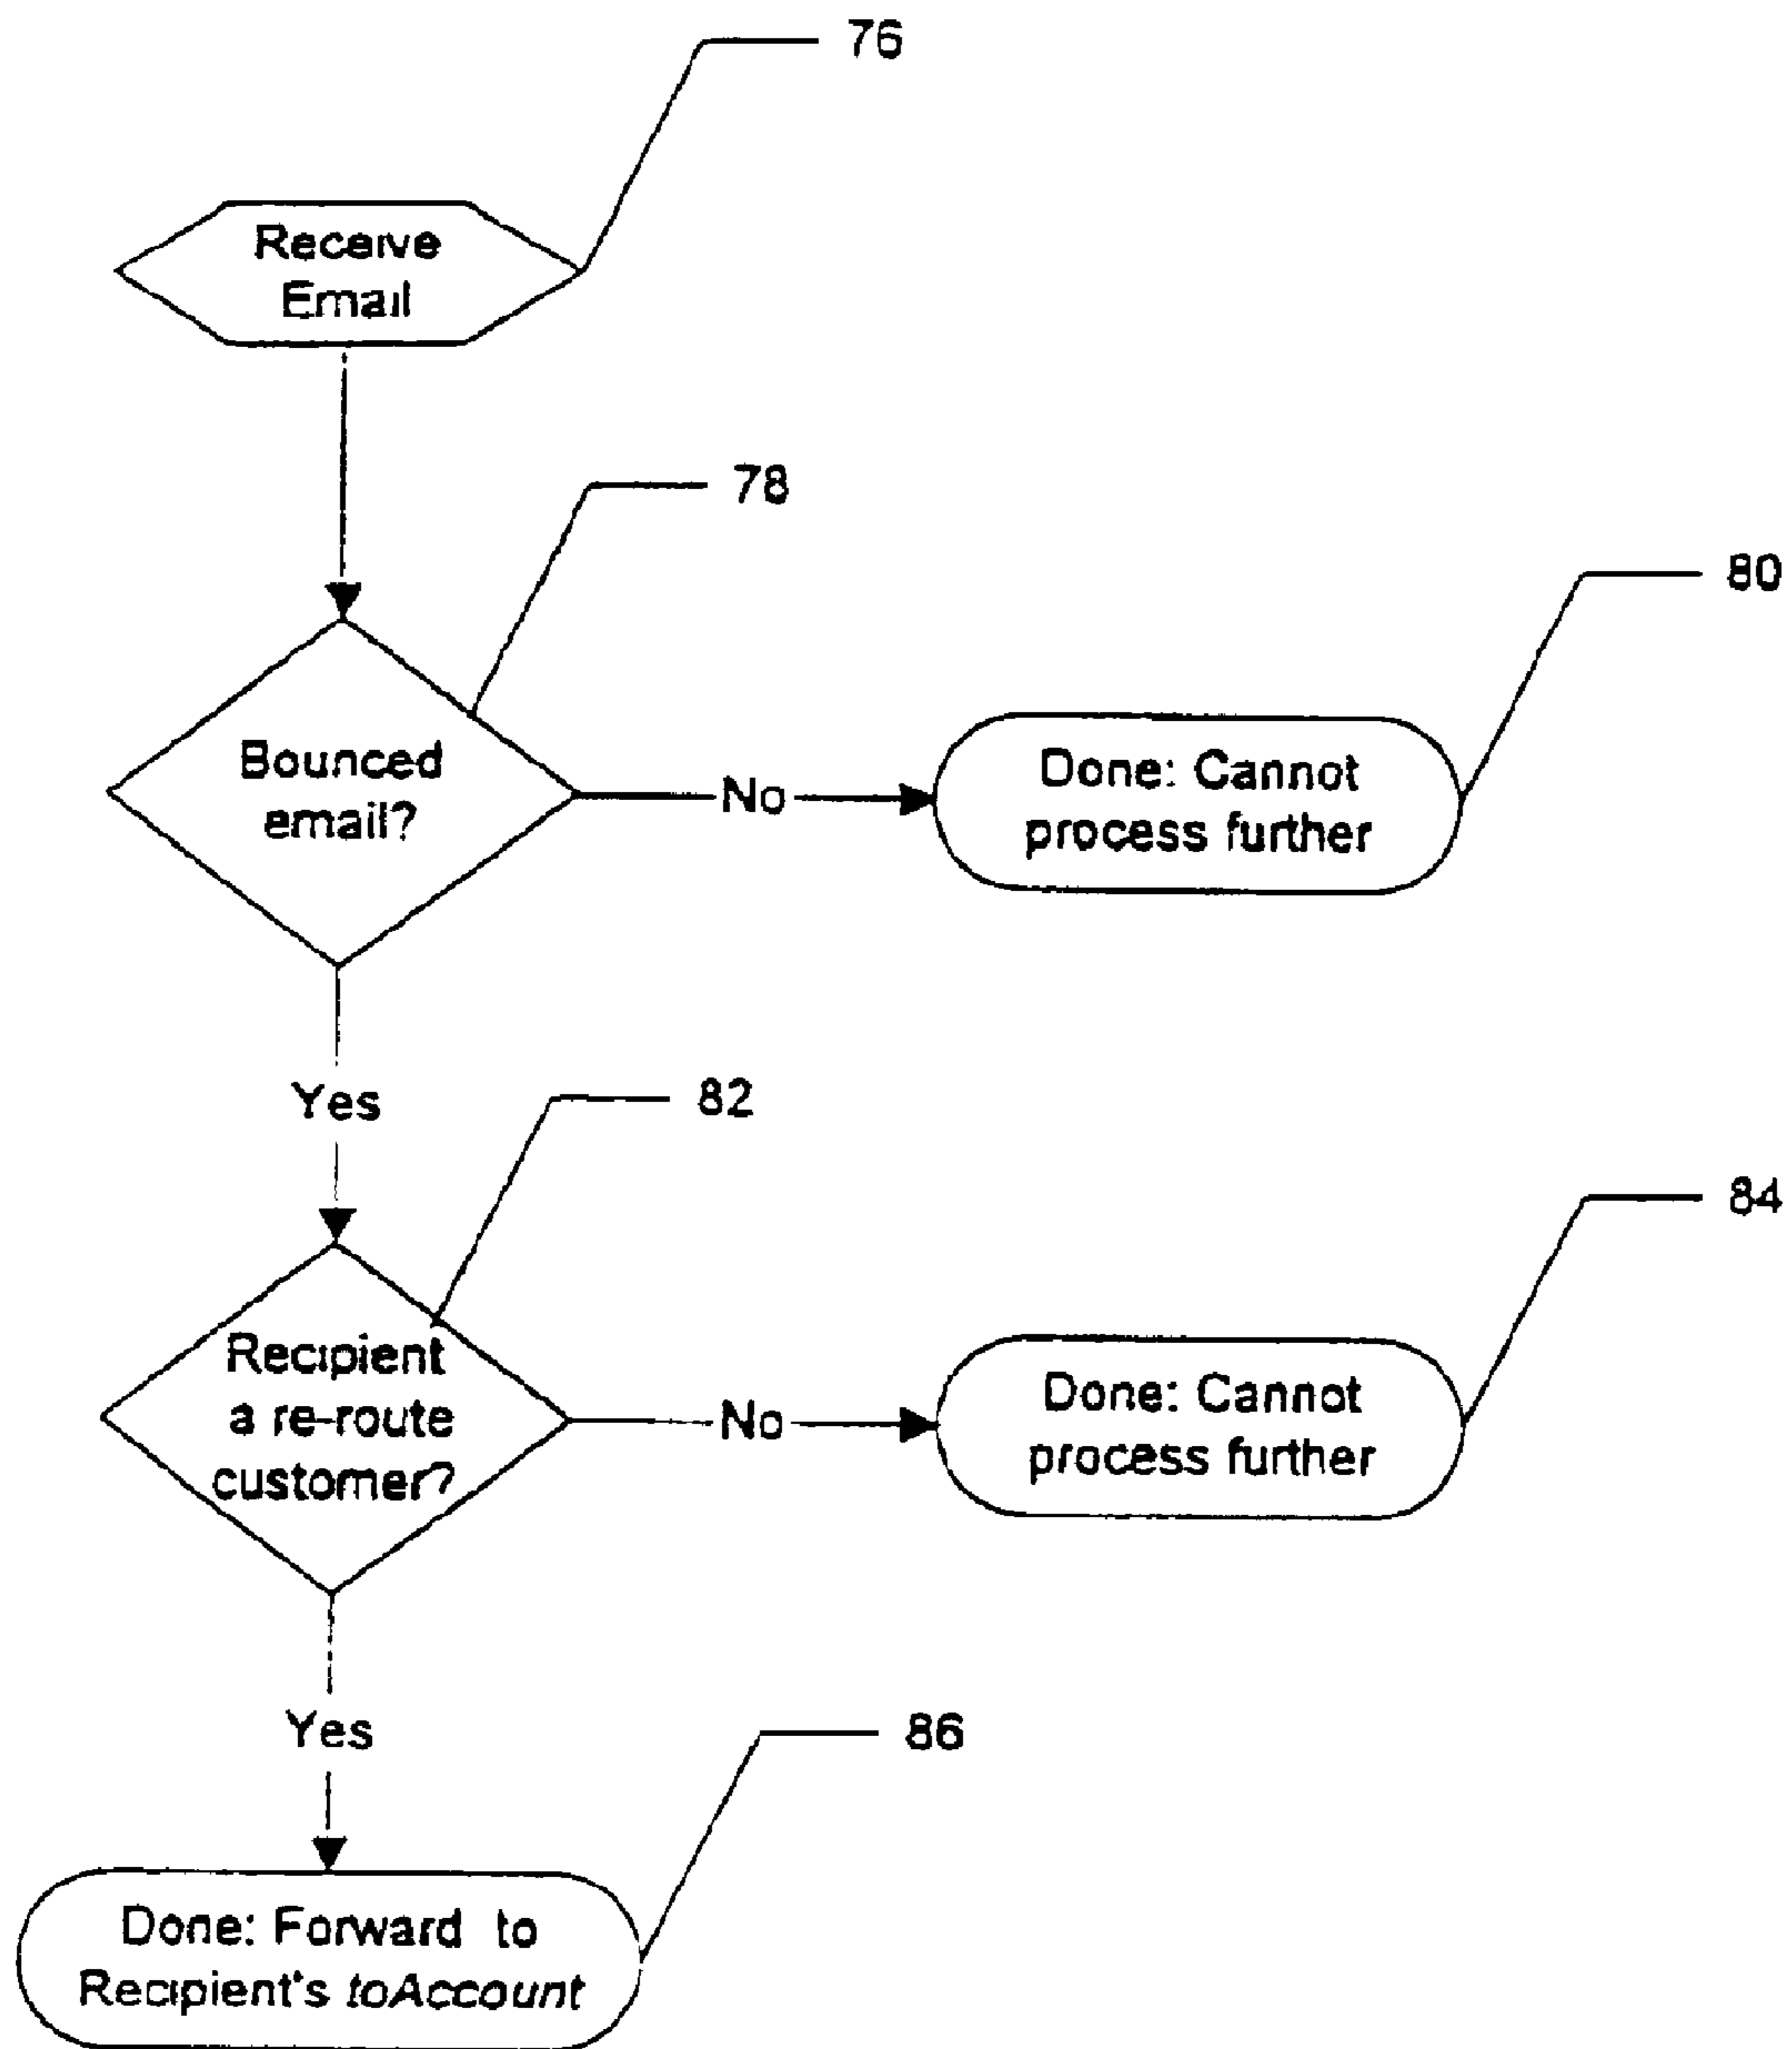 76
Receive
Email
78
80
Bounced
email?
No
Done: Cannot
process further
Yes
82
84
Recipient
a re-route
customer?
No
Done: Cannot
process further
Yes
86
Done: Forward to
Recipient's toAccount